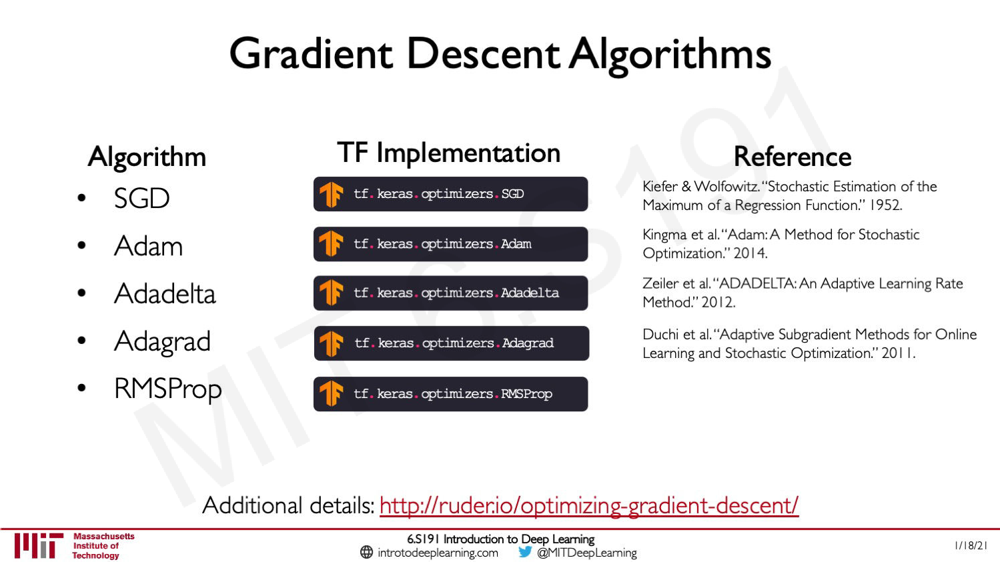 Gradient Descent Algorithms
Algorithm
TF Implementation
Reference
• SGD
tf.keras.optimizers.SGD
Kiefer & Wolfowitz. “Stochastic Estimation of the
Maximum of a Regression Function.” 1952.
• Adam
tf.keras.optimizers.Adam
Kingma et al. “Adam: A Method for Stochastic
Optimization.” 2014.
• Adadelta
tf.keras.optimizers.Adadelta
Zeiler et al. “ADADELTA: An Adaptive Learning Rate
Method.” 2012.
• Adagrad
tf.keras.optimizers.Adagrad
Duchi et al. “Adaptive Subgradient Methods for Online
Learning and Stochastic Optimization.” 2011.
• RMSProp
tf.keras.optimizers.RMSProp
MIT 6.S191
Additional details: http://ruder.io/optimizing-gradient-descent/
Massachusetts
Institute of
Technology
6.S191 Introduction to Deep Learning
introtodeeplearning.com @MITDeepLearning
1/18/21